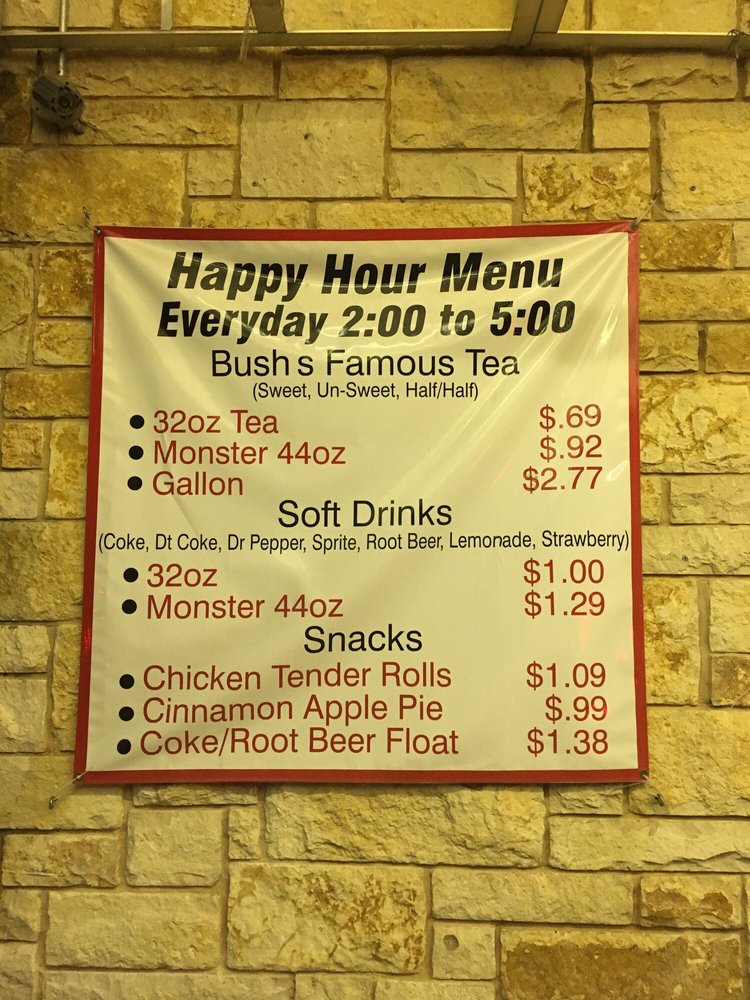 Happy Hour Menu
Everyday 2:00 to 5:00
Bush s Famous Tea
(Sweet, Un-Sweet, Half/Half)
• 32oz Tea $.69
• Monster 44oz $.92
• Gallon $2.77
Soft Drinks
(Coke, Dt Coke, Dr Pepper, Sprite, Root Beer, Lemonade, Strawberry)
• 32oz $1.00
• Monster 44oz $1.29
Snacks
• Chicken Tender Rolls $1.09
• Cinnamon Apple Pie $.99
• Coke/Root Beer Float $1.38